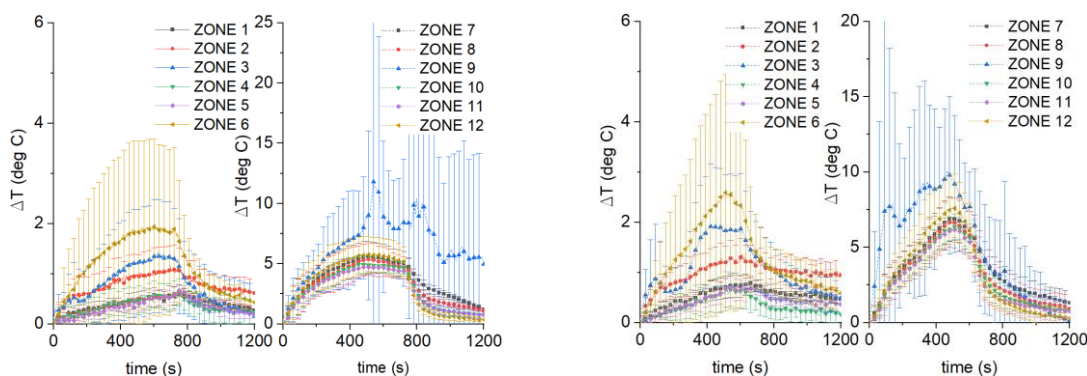 6
4
2
0
ΔT (deg C)
0 400 800 1200
time (s)
ZONE 1
ZONE 2
ZONE 3
ZONE 4
ZONE 5
ZONE 6
25
20
15
10
5
0
ΔT (deg C)
0 400 800 1200
time (s)
ZONE 7
ZONE 8
ZONE 9
ZONE 10
ZONE 11
ZONE 12
6
4
2
0
ΔT (deg C)
0 400 800 1200
time (s)
ZONE 1
ZONE 2
ZONE 3
ZONE 4
ZONE 5
ZONE 6
20
15
10
5
0
ΔT (deg C)
0 400 800 1200
time (s)
ZONE 7
ZONE 8
ZONE 9
ZONE 10
ZONE 11
ZONE 12